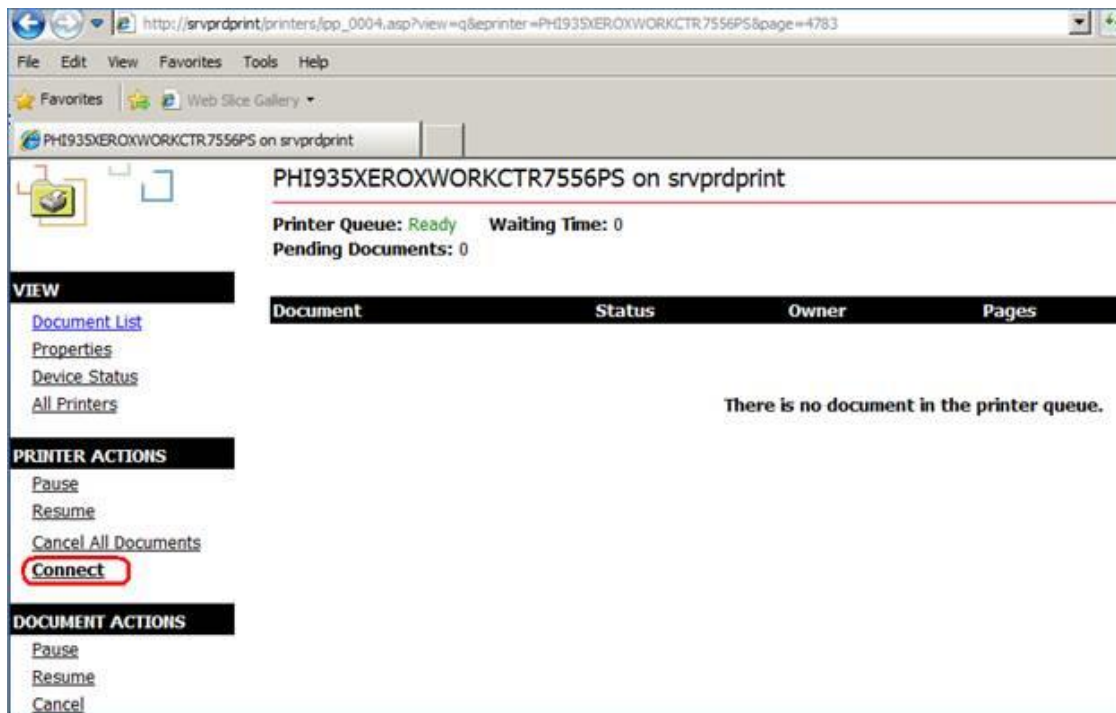 http://srvprdprint/printers/ipp_0004.asp?view=q&eprinter=PHI935XEROXWORKCTR7556PS&page=4783
File Edit View Favorites Tools Help
Favorites Web Slice Gallery
PHI935XEROXWORKCTR7556PS on srvprdprint
PHI935XEROXWORKCTR7556PS on srvprdprint
Printer Queue: Ready Waiting Time: 0
Pending Documents: 0
VIEW
Document List
Properties
Device Status
All Printers
PRINTER ACTIONS
Pause
Resume
Cancel All Documents
Connect
DOCUMENT ACTIONS
Pause
Resume
Cancel
Document Status Owner Pages
There is no document in the printer queue.